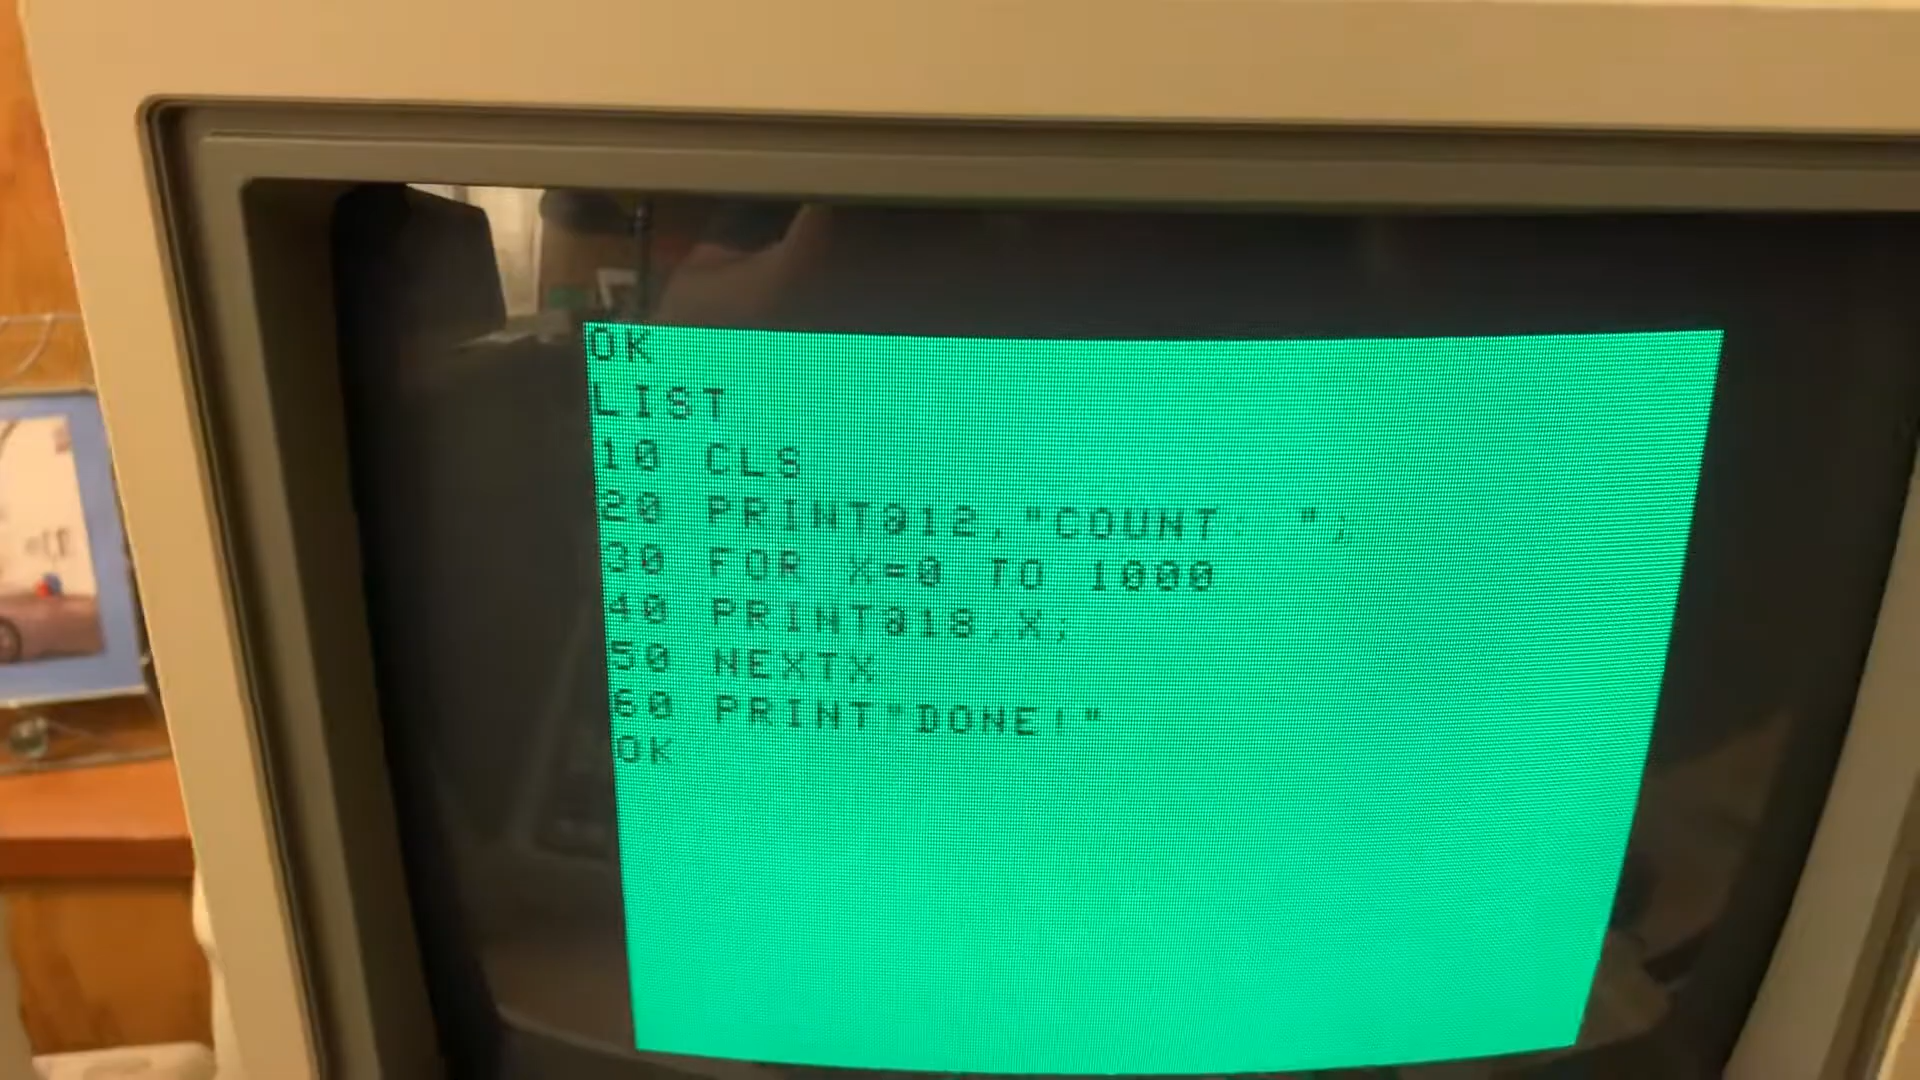 OK
LIST
10 CLS
20 PRINT@12,"COUNT: ";
30 FOR X=0 TO 1000
40 PRINT@18,X;
50 NEXTX
60 PRINT"DONE!"
OK